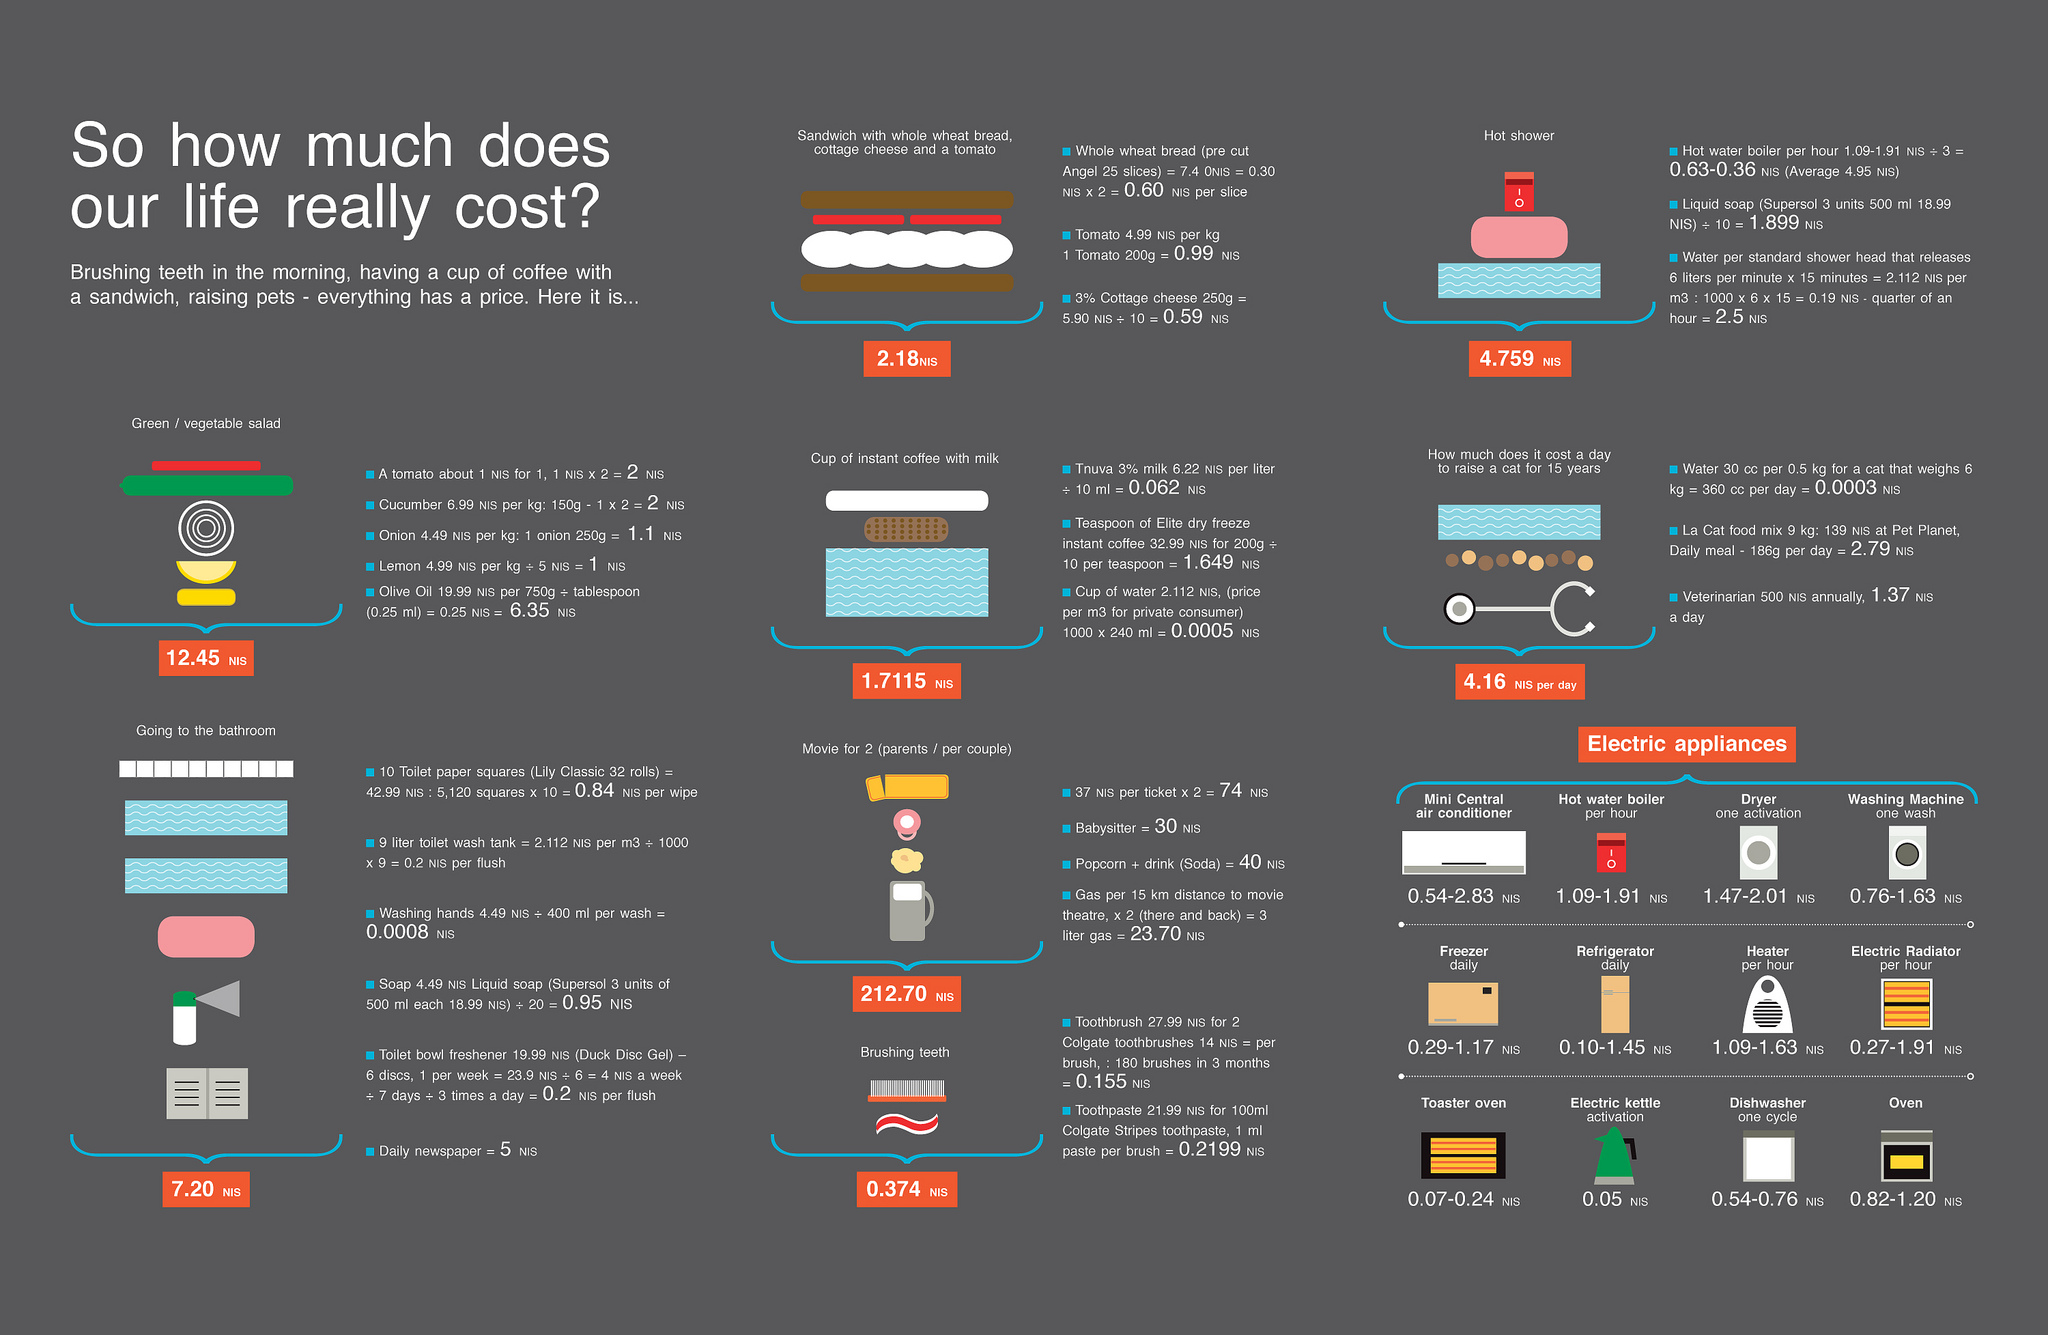 So how much does
our life really cost?
Brushing teeth in the morning, having a cup of coffee with
a sandwich, raising pets - everything has a price. Here it is...
Green / vegetable salad
A tomato about 1 NIS for 1, 1 NIS x 2 = 2 NIS
Cucumber 6.99 NIS per kg: 150g - 1 x 2 = 2 NIS
Onion 4.49 NIS per kg: 1 onion 250g = 1.1 NIS
Lemon 4.99 NIS per kg ÷ 5 NIS = 1 NIS
Olive Oil 19.99 NIS per 750g ÷ tablespoon
(0.25 ml) = 0.25 NIS = 6.35 NIS
12.45 NIS
Going to the bathroom
10 Toilet paper squares (Lily Classic 32 rolls) =
42.99 NIS : 5,120 squares x 10 = 0.84 NIS per wipe
9 liter toilet wash tank = 2.112 NIS per m3 ÷ 1000
x 9 = 0.2 NIS per flush
Washing hands 4.49 NIS ÷ 400 ml per wash =
0.0008 NIS
Soap 4.49 NIS Liquid soap (Supersol 3 units of
500 ml each 18.99 NIS) ÷ 20 = 0.95 NIS
Toilet bowl freshener 19.99 NIS (Duck Disc Gel) –
6 discs, 1 per week = 23.9 NIS ÷ 6 = 4 NIS a week
÷ 7 days ÷ 3 times a day = 0.2 NIS per flush
Daily newspaper = 5 NIS
7.20 NIS
Sandwich with whole wheat bread,
cottage cheese and a tomato
Whole wheat bread (pre cut
Angel 25 slices) = 7.4 0NIS = 0.30
NIS x 2 = 0.60 NIS per slice
Tomato 4.99 NIS per kg
1 Tomato 200g = 0.99 NIS
3% Cottage cheese 250g =
5.90 NIS ÷ 10 = 0.59 NIS
2.18NIS
Cup of instant coffee with milk
Tnuva 3% milk 6.22 NIS per liter
÷ 10 ml = 0.062 NIS
Teaspoon of Elite dry freeze
instant coffee 32.99 NIS for 200g ÷
10 per teaspoon = 1.649 NIS
Cup of water 2.112 NIS, (price
per m3 for private consumer)
1000 x 240 ml = 0.0005 NIS
1.7115 NIS
Movie for 2 (parents / per couple)
37 NIS per ticket x 2 = 74 NIS
Babysitter = 30 NIS
Popcorn + drink (Soda) = 40 NIS
Gas per 15 km distance to movie
theatre, x 2 (there and back) = 3
liter gas = 23.70 NIS
212.70 NIS
Brushing teeth
Toothbrush 27.99 NIS for 2
Colgate toothbrushes 14 NIS = per
brush, : 180 brushes in 3 months
= 0.155 NIS
Toothpaste 21.99 NIS for 100ml
Colgate Stripes toothpaste, 1 ml
paste per brush = 0.2199 NIS
0.374 NIS
Hot shower
Hot water boiler per hour 1.09-1.91 NIS ÷ 3 =
0.63-0.36 NIS (Average 4.95 NIS)
Liquid soap (Supersol 3 units 500 ml 18.99
NIS) ÷ 10 = 1.899 NIS
Water per standard shower head that releases
6 liters per minute x 15 minutes = 2.112 NIS per
m3 : 1000 x 6 x 15 = 0.19 NIS - quarter of an
hour = 2.5 NIS
4.759 NIS
How much does it cost a day
to raise a cat for 15 years
Water 30 cc per 0.5 kg for a cat that weighs 6
kg = 360 cc per day = 0.0003 NIS
La Cat food mix 9 kg: 139 NIS at Pet Planet,
Daily meal - 186g per day = 2.79 NIS
Veterinarian 500 NIS annually, 1.37 NIS
a day
4.16 NIS per day
Electric appliances
Mini Central
air conditioner
0.54-2.83 NIS
Hot water boiler
per hour
1.09-1.91 NIS
Dryer
one activation
1.47-2.01 NIS
Washing Machine
one wash
0.76-1.63 NIS
Freezer
daily
0.29-1.17 NIS
Refrigerator
daily
0.10-1.45 NIS
Heater
per hour
1.09-1.63 NIS
Electric Radiator
per hour
0.27-1.91 NIS
Toaster oven
0.07-0.24 NIS
Electric kettle
activation
0.05 NIS
Dishwasher
one cycle
0.54-0.76 NIS
Oven
0.82-1.20 NIS